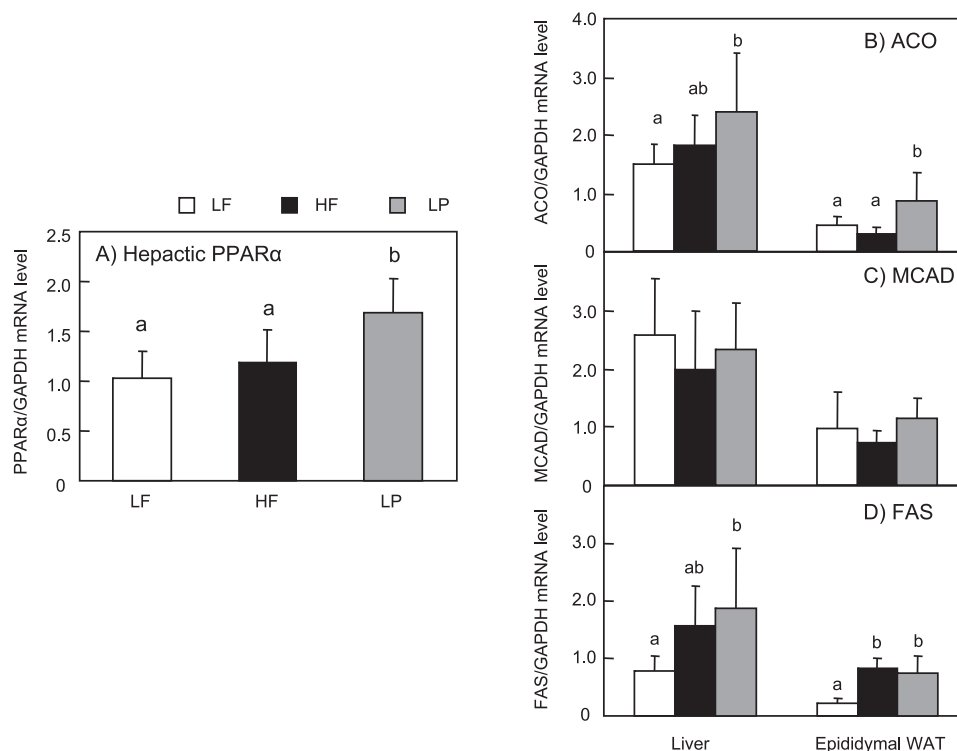 LF HF LP
A) Hepactic PPARα
PPARα/GAPDH mRNA level
2.5
2.0
1.5
1.0
0.5
0
a
a
b
LF HF LP
B) ACO
ACO/GAPDH mRNA level
4.0
3.0
2.0
1.0
0
a
ab
b
a
a
b
C) MCAD
MCAD/GAPDH mRNA level
3.0
2.0
1.0
0
D) FAS
FAS/GAPDH mRNA level
3.0
2.0
1.0
0
a
ab
b
a
b
b
Liver Epididymal WAT